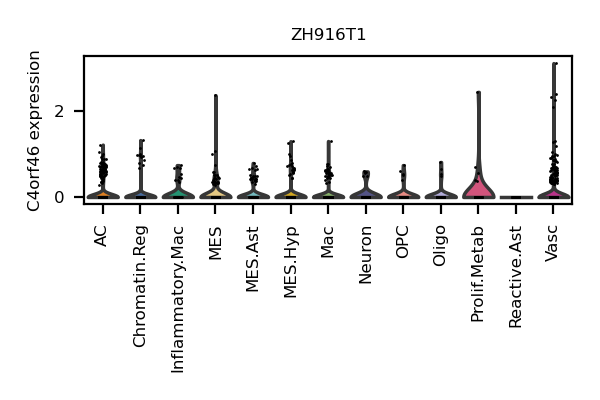 ZH916T1
C4orf46 expression
2
0
AC
Chromatin.Reg
Inflammatory.Mac
MES
MES.Ast
MES.Hyp
Mac
Neuron
OPC
Oligo
Prolif.Metab
Reactive.Ast
Vasc